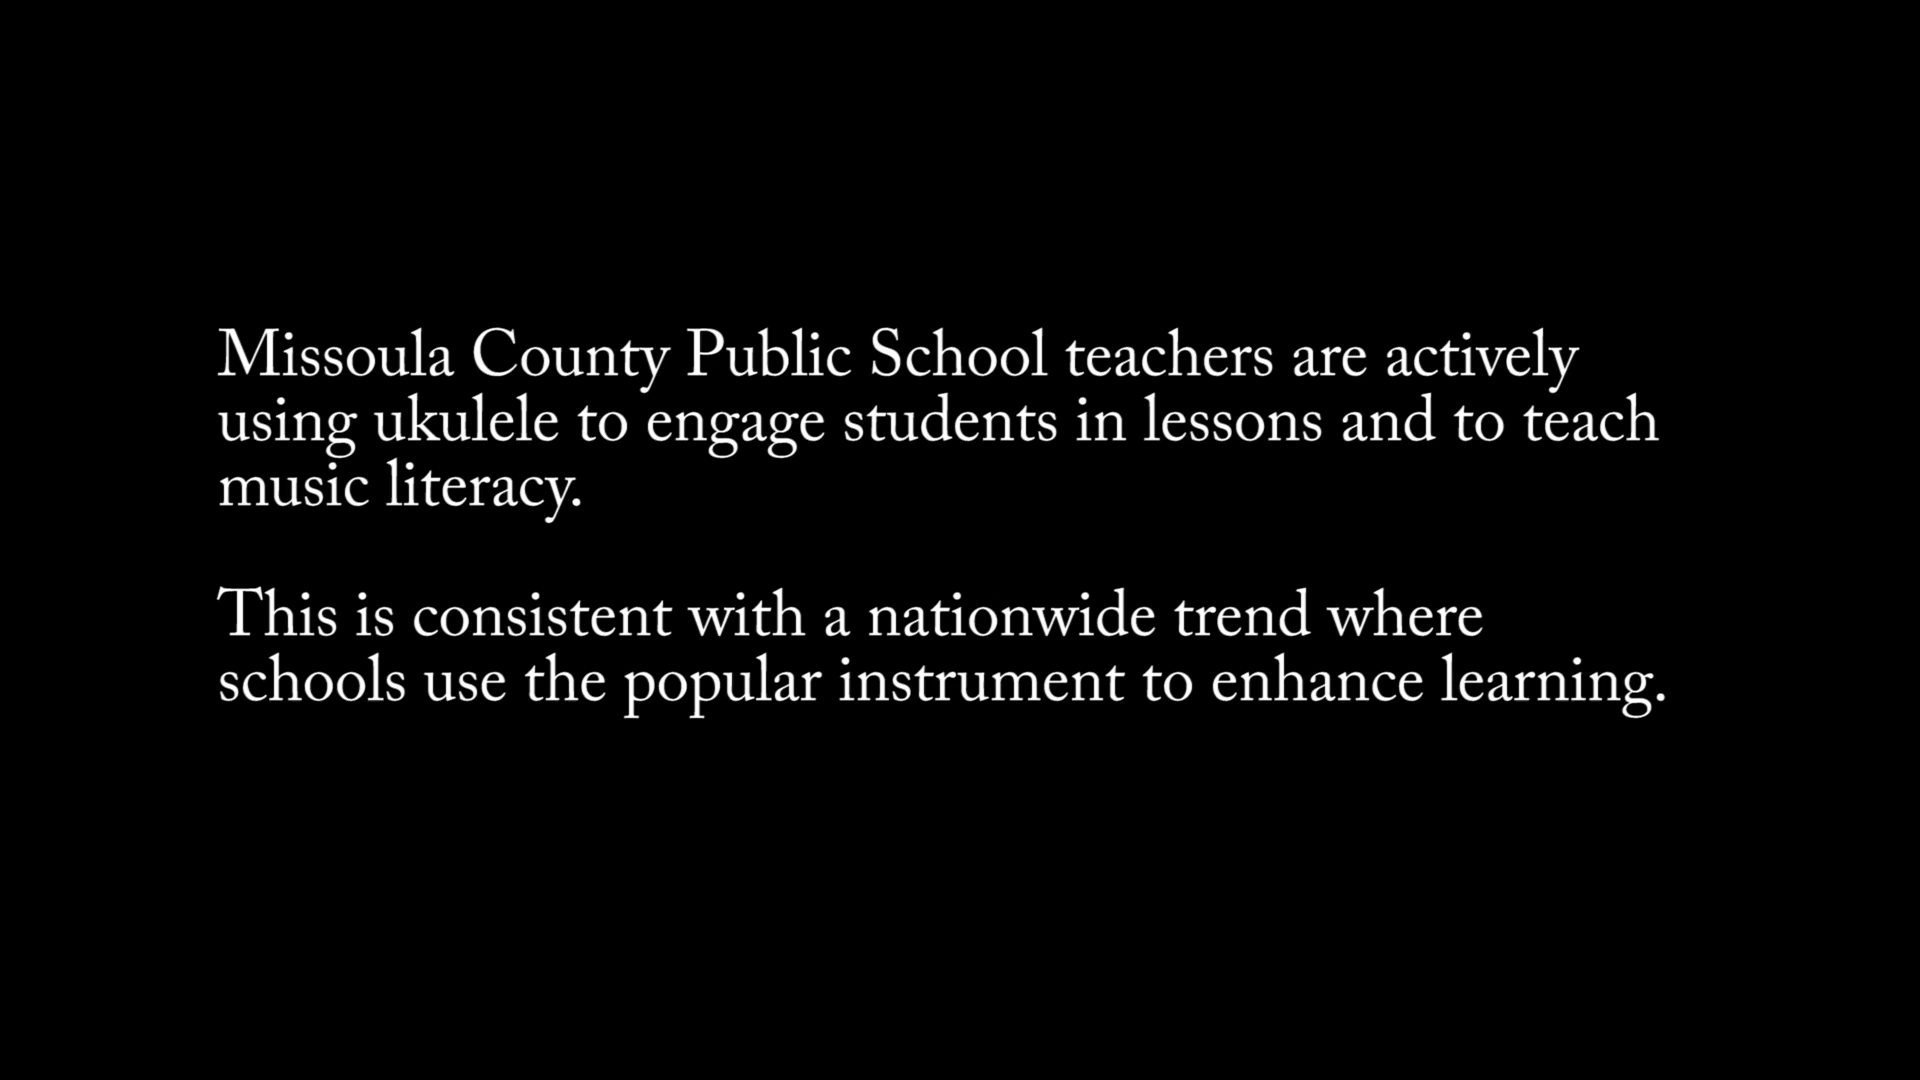 Missoula County Public School teachers are actively
using ukulele to engage students in lessons and to teach
music literacy.
This is consistent with a nationwide trend where
schools use the popular instrument to enhance learning.